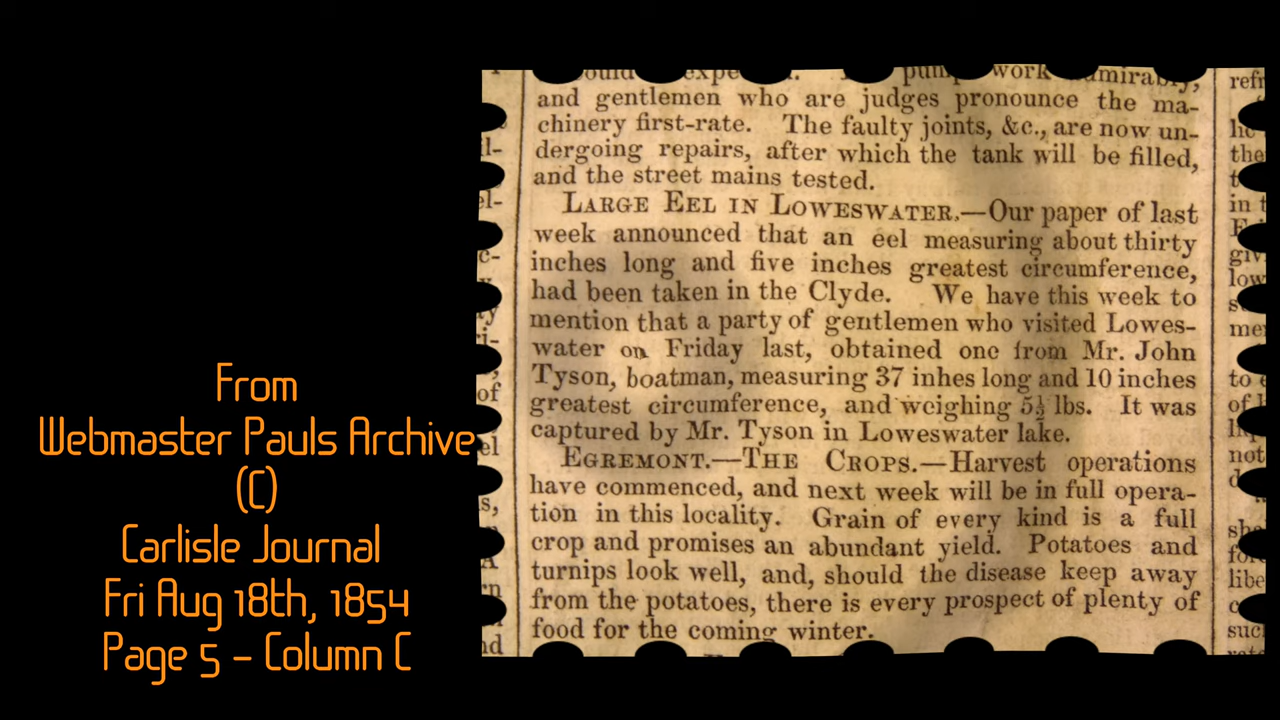 From
Webmaster Pauls Archive
(C)
Carlisle Journal
Fri Aug 18th, 1854
Page 5 - Column C
work admirably,
and gentlemen who are judges pronounce the ma-
chinery first-rate. The faulty joints, &c., are now un-
dergoing repairs, after which the tank will be filled,
and the street mains tested.
LARGE EEL IN LOWESWATER.—Our paper of last
week announced that an eel measuring about thirty
inches long and five inches greatest circumference,
had been taken in the Clyde. We have this week to
mention that a party of gentlemen who visited Lowes-
water on Friday last, obtained one from Mr. John
Tyson, boatman, measuring 37 inhes long and 10 inches
greatest circumference, and weighing 5½ lbs. It was
captured by Mr. Tyson in Loweswater lake.
EGREMONT.—THE CROPS.—Harvest operations
have commenced, and next week will be in full opera-
tion in this locality. Grain of every kind is a full
crop and promises an abundant yield. Potatoes and
turnips look well, and, should the disease keep away
from the potatoes, there is every prospect of plenty of
food for the coming winter.